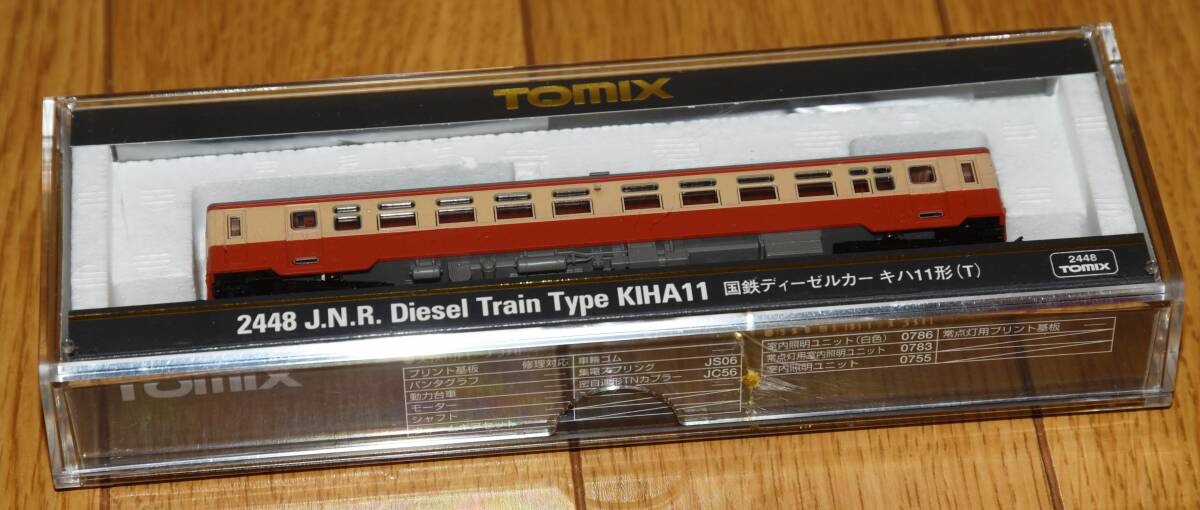 TOMIX
2448 J.N.R. Diesel Train Type KIHA11 国鉄ディーゼルカー キハ11形(T)
2448
TOMIX
TOMIX
プリント基板 修理対応
パンタグラフ
動力台車
モーター
シャフト
車輪ゴム JS06
集電スプリング JC56
密自連形TNカプラー
室内照明ユニット(白色) 0786
常点灯用室内照明ユニット 0783
室内照明ユニット 0755
常点灯用プリント基板